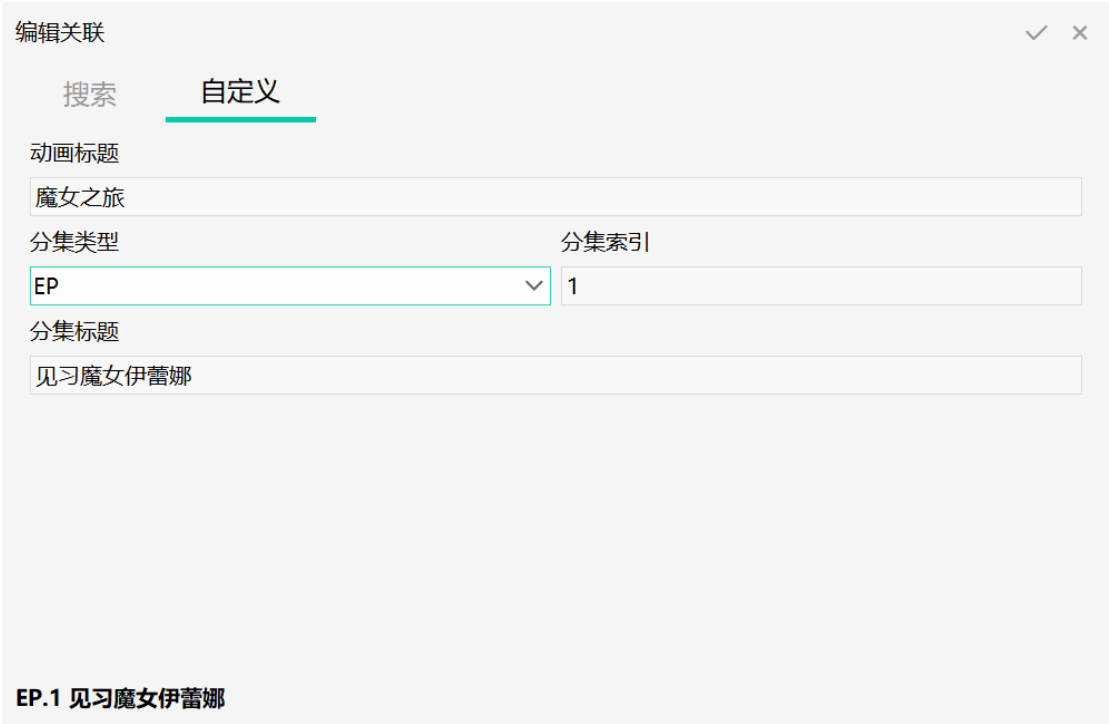 编辑关联
搜索 自定义
动画标题
魔女之旅
分集类型 分集索引
EP 1
分集标题
见习魔女伊蕾娜
EP.1 见习魔女伊蕾娜